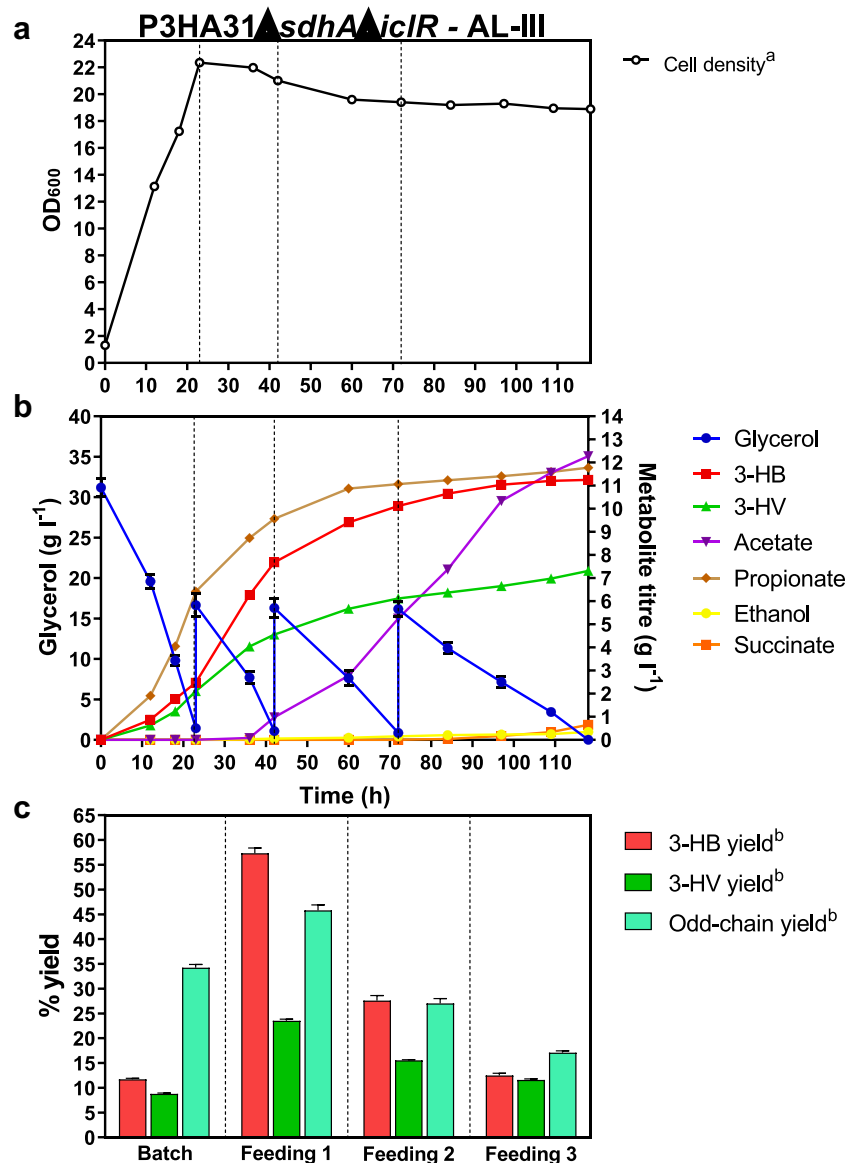 a
P3HA31▲sdhA▲iclR - AL-III
22
20
18
16
14
12
10
8
6
4
2
0
OD600
0 10 20 30 40 50 60 70 80 90 100 110
Cell densityᵃ
b
40
35
30
25
20
15
10
5
0
Glycerol (g l⁻¹)
14
13
12
11
10
9
8
7
6
5
4
3
2
1
0
Metabolite titre (g l⁻¹)
0 10 20 30 40 50 60 70 80 90 100 110
Time (h)
Glycerol
3-HB
3-HV
Acetate
Propionate
Ethanol
Succinate
c
65
60
55
50
45
40
35
30
25
20
15
10
5
0
% yield
Batch Feeding 1 Feeding 2 Feeding 3
3-HB yieldᵇ
3-HV yieldᵇ
Odd-chain yieldᵇ